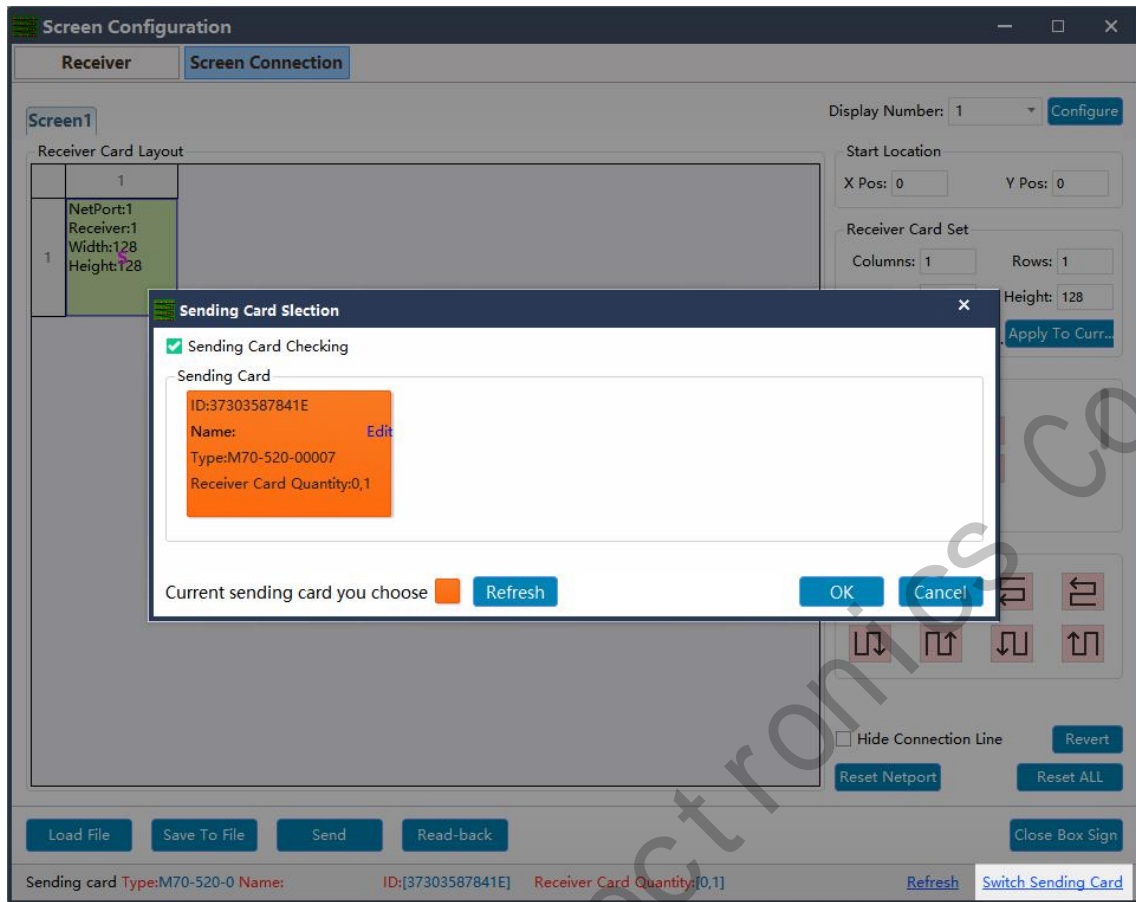 Screen Configuration
Receiver Screen Connection
Screen1
Display Number: 1 Configure
Receiver Card Layout
1
1
NetPort:1
Receiver:1
Width:128
Height:128
S
Start Location
X Pos: 0 Y Pos: 0
Receiver Card Set
Columns: 1 Rows: 1
Height: 128
Apply To Curr...
Sending Card Slection
Sending Card Checking
Sending Card
ID:37303587841E
Name: Edit
Type:M70-520-00007
Receiver Card Quantity:0,1
Current sending card you choose Refresh OK Cancel
Hide Connection Line Revert
Reset Netport Reset ALL
Load File Save To File Send Read-back Close Box Sign
Sending card Type:M70-520-0 Name: ID:[37303587841E] Receiver Card Quantity:[0,1] Refresh Switch Sending Card
ctronics Co